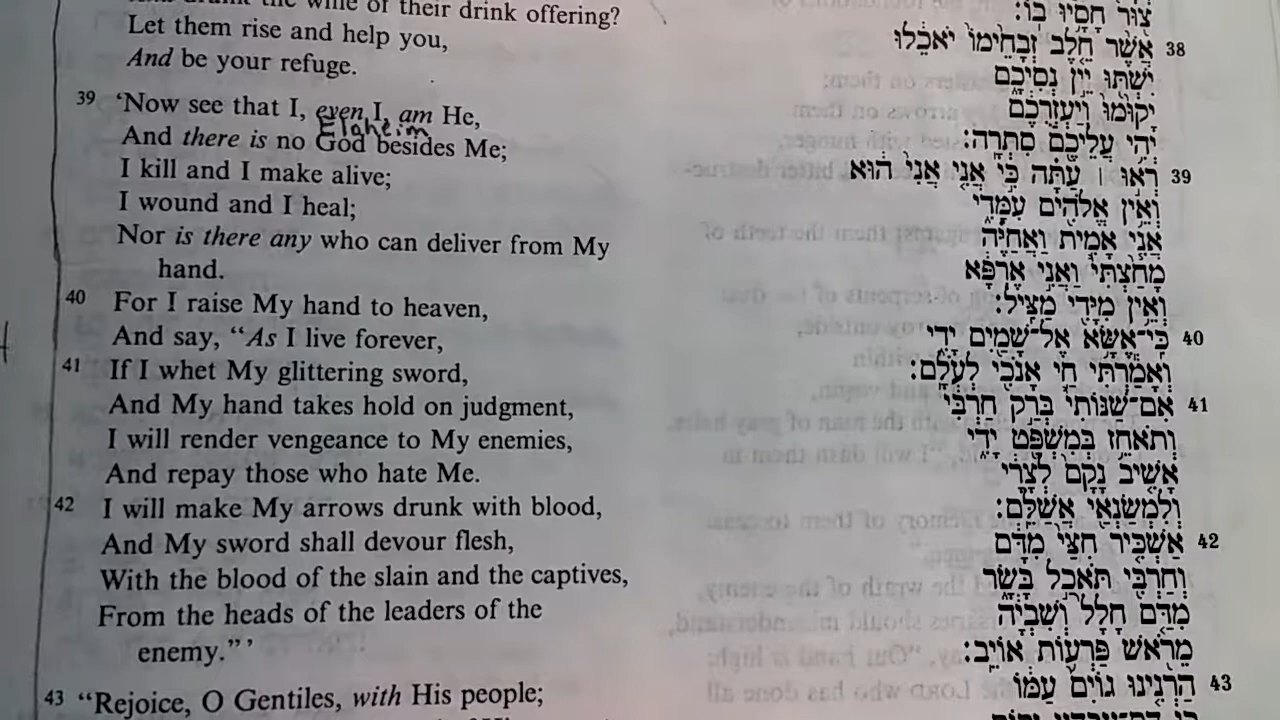 and drunk the wine of their drink offering?
Let them rise and help you,
And be your refuge.
39 'Now see that I, even I, am He,
Elaheim
And there is no God besides Me;
I kill and I make alive;
I wound and I heal;
Nor is there any who can deliver from My
hand.
40 For I raise My hand to heaven,
And say, "As I live forever,
41 If I whet My glittering sword,
And My hand takes hold on judgment,
I will render vengeance to My enemies,
And repay those who hate Me.
42 I will make My arrows drunk with blood,
And My sword shall devour flesh,
With the blood of the slain and the captives,
From the heads of the leaders of the
enemy." '
43 "Rejoice, O Gentiles, with His people;
צוּר חָסָיוּ בוֹ׃
38 אֲשֶׁר חֵלֶב זְבָחֵימוֹ יֹאכֵלוּ
יִשְׁתּוּ יֵין נְסִיכָם
יָקוּמוּ וְיַעְזְרֻכֶם
יְהִי עֲלֵיכֶם סִתְרָה׃
39 רְאוּ ׀ עַתָּה כִּי אֲנִי אֲנִי הוּא
וְאֵין אֱלֹהִים עִמָּדִי
אֲנִי אָמִית וַאֲחַיֶּה
מָחַצְתִּי וַאֲנִי אֶרְפָּא
וְאֵין מִיָּדִי מַצִּיל׃
40 כִּי־אֶשָּׂא אֶל־שָׁמַיִם יָדִי
וְאָמַרְתִּי חַי אָנֹכִי לְעֹלָם׃
41 אִם־שַׁנּוֹתִי בְּרַק חַרְבִּי
וְתֹאחֵז בְּמִשְׁפָּט יָדִי
אָשִׁיב נָקָם לְצָרָי
וְלִמְשַׂנְאַי אֲשַׁלֵּם׃
42 אַשְׁכִּיר חִצַּי מִדָּם
וְחַרְבִּי תֹּאכַל בָּשָׂר
מִדַּם חָלָל וְשִׁבְיָה
מֵרֹאשׁ פַּרְעוֹת אוֹיֵב׃
43 הַרְנִינוּ גוֹיִם עַמּוֹ